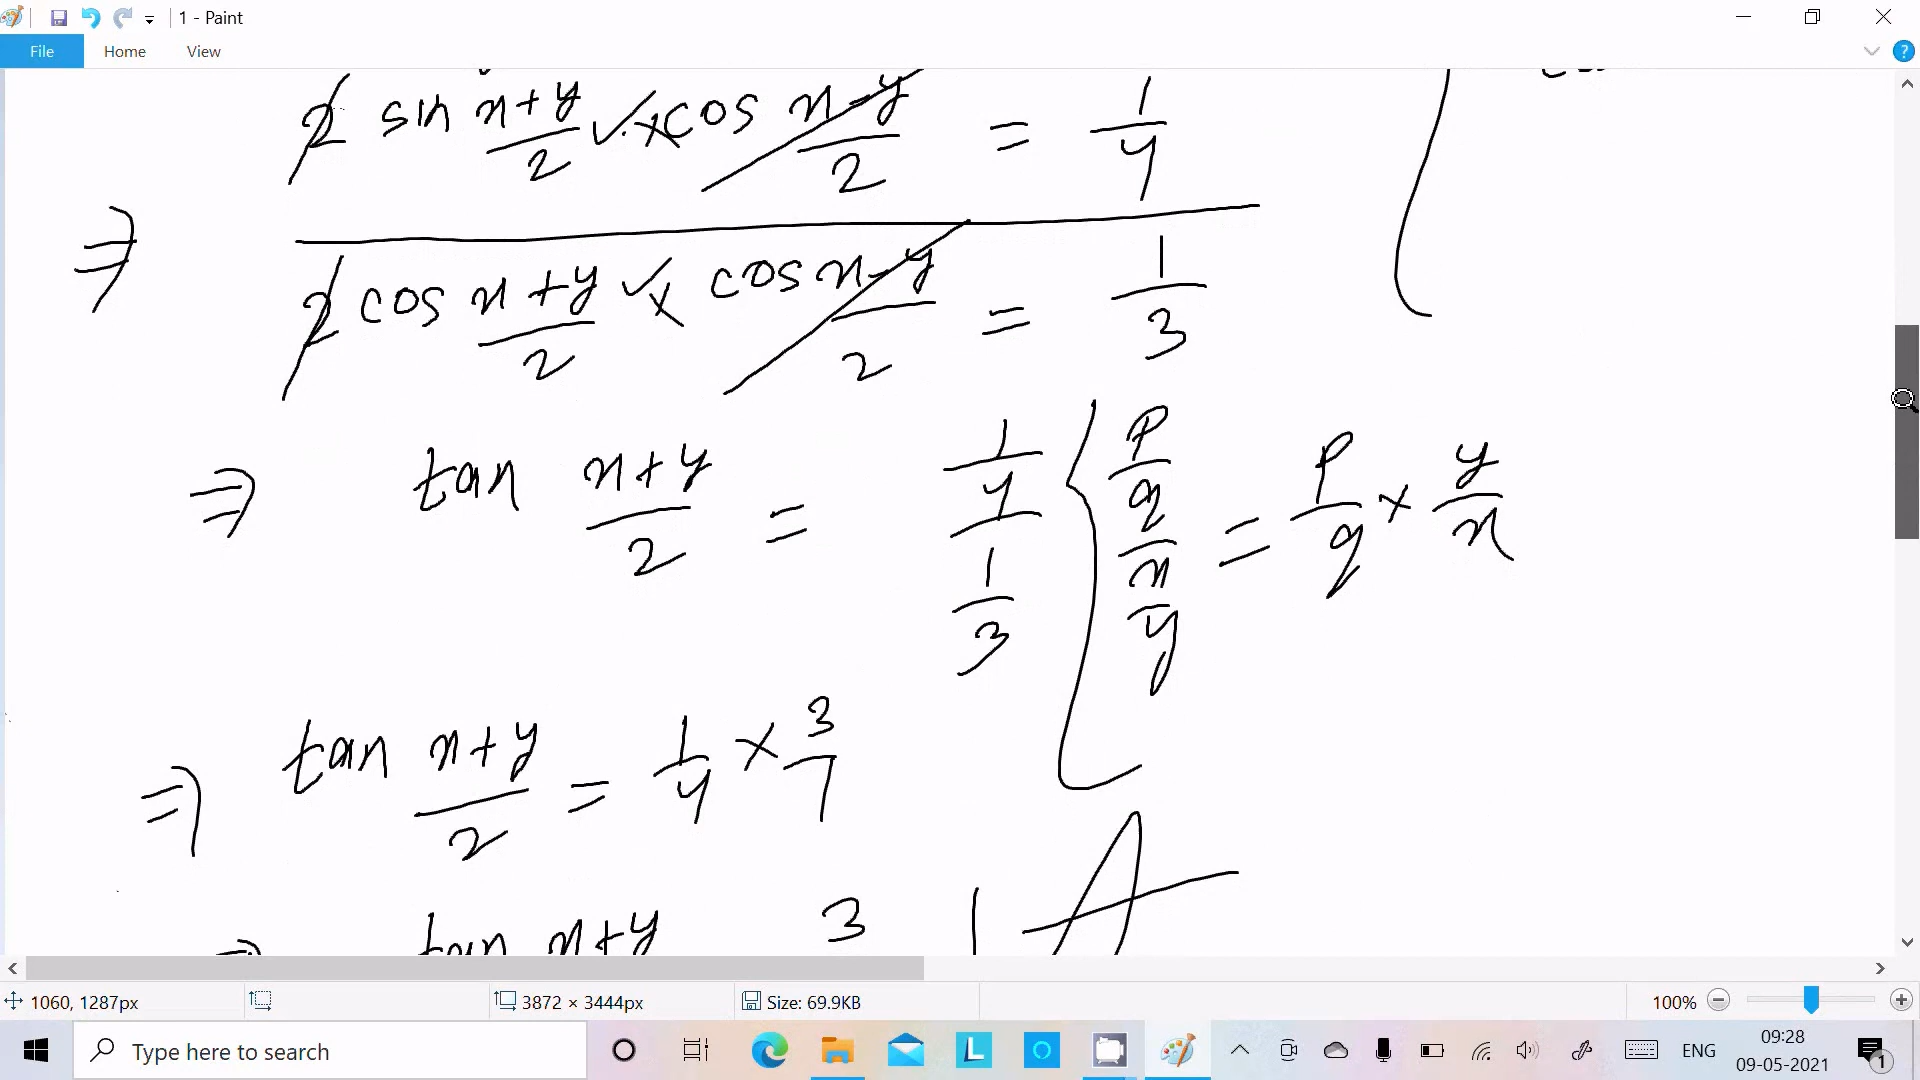 1 - Paint
File Home View
2 sin x+y/2 × cos x-y/2 = 1/4
⇒
2 cos x+y/2 × cos x-y/2 = 1/3
⇒ tan x+y/2 = 1/4 / 1/3 { p/q / x/y = p/q × y/x
⇒ tan x+y/2 = 1/4 × 3/1
tan x+y 3
1060, 1287px 3872 × 3444px Size: 69.9KB 100%
Type here to search ENG 09:28
09-05-2021
1